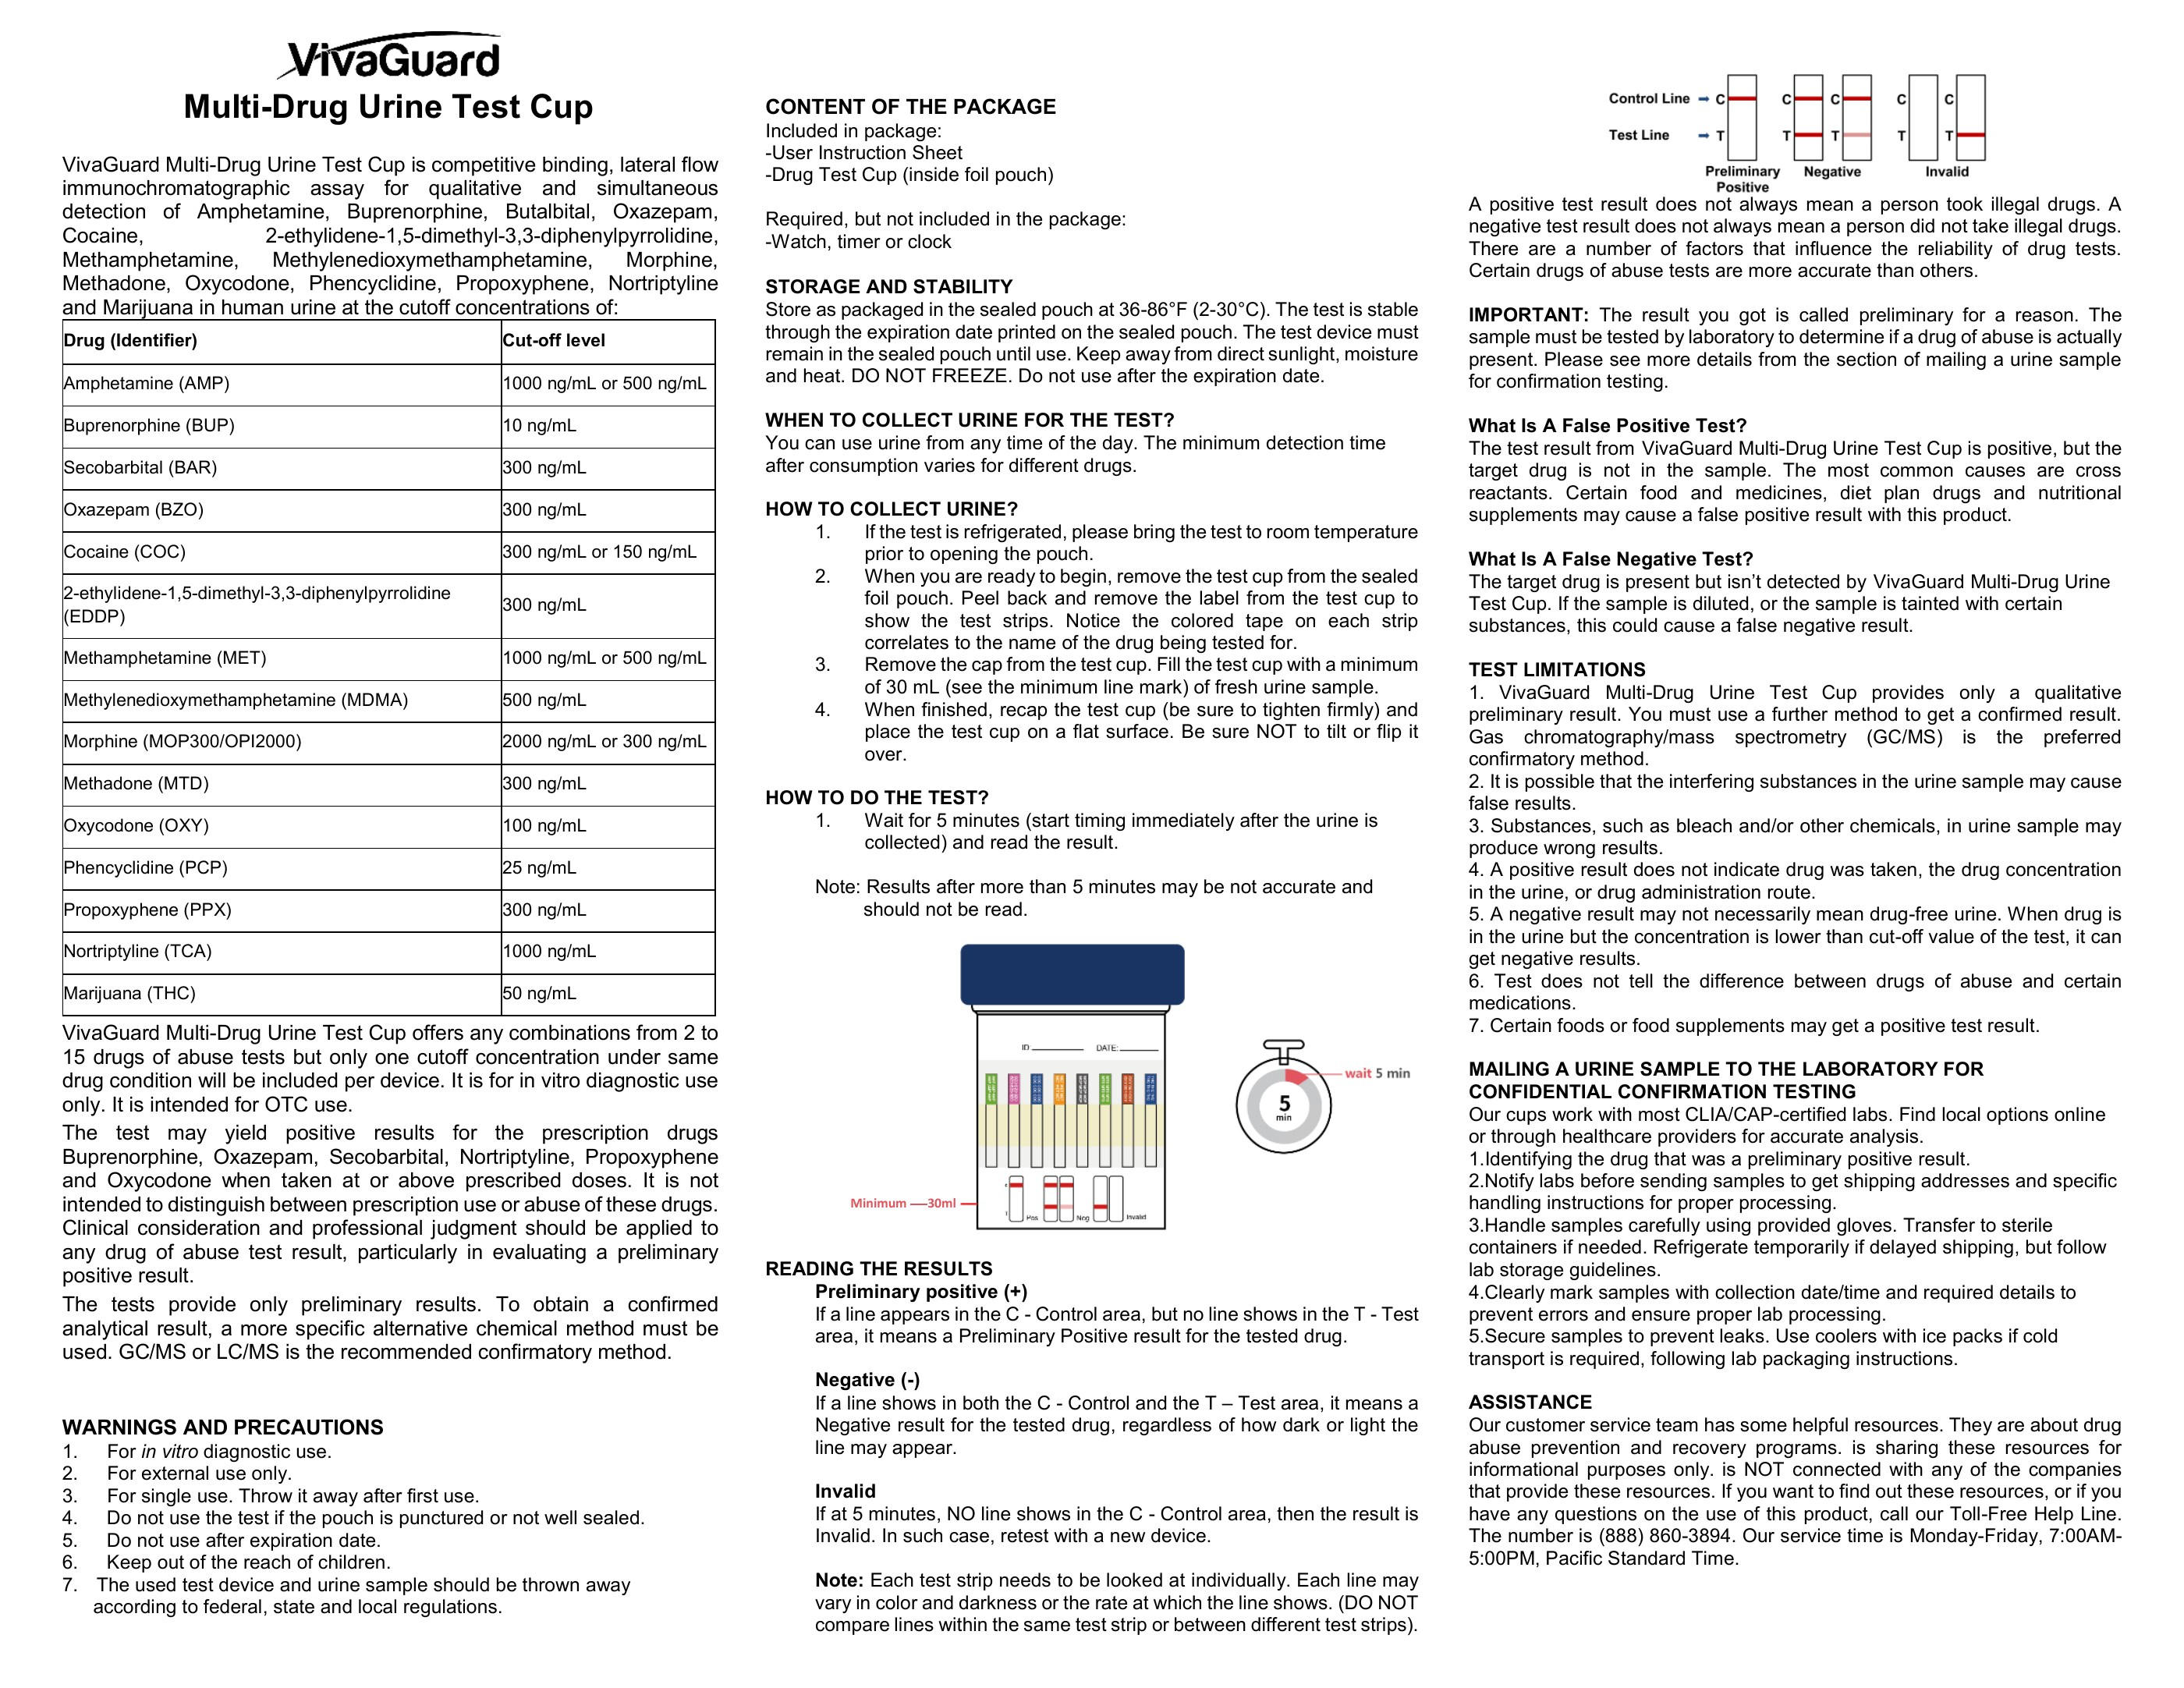 VivaGuard
Multi-Drug Urine Test Cup
VivaGuard Multi-Drug Urine Test Cup is competitive binding, lateral flow
immunochromatographic assay for qualitative and simultaneous
detection of Amphetamine, Buprenorphine, Butalbital, Oxazepam,
Cocaine, 2-ethylidene-1,5-dimethyl-3,3-diphenylpyrrolidine,
Methamphetamine, Methylenedioxymethamphetamine, Morphine,
Methadone, Oxycodone, Phencyclidine, Propoxyphene, Nortriptyline
and Marijuana in human urine at the cutoff concentrations of:
Drug (Identifier) Cut-off level
Amphetamine (AMP) 1000 ng/mL or 500 ng/mL
Buprenorphine (BUP) 10 ng/mL
Secobarbital (BAR) 300 ng/mL
Oxazepam (BZO) 300 ng/mL
Cocaine (COC) 300 ng/mL or 150 ng/mL
2-ethylidene-1,5-dimethyl-3,3-diphenylpyrrolidine
(EDDP) 300 ng/mL
Methamphetamine (MET) 1000 ng/mL or 500 ng/mL
Methylenedioxymethamphetamine (MDMA) 500 ng/mL
Morphine (MOP300/OPI2000) 2000 ng/mL or 300 ng/mL
Methadone (MTD) 300 ng/mL
Oxycodone (OXY) 100 ng/mL
Phencyclidine (PCP) 25 ng/mL
Propoxyphene (PPX) 300 ng/mL
Nortriptyline (TCA) 1000 ng/mL
Marijuana (THC) 50 ng/mL
VivaGuard Multi-Drug Urine Test Cup offers any combinations from 2 to
15 drugs of abuse tests but only one cutoff concentration under same
drug condition will be included per device. It is for in vitro diagnostic use
only. It is intended for OTC use.
The test may yield positive results for the prescription drugs
Buprenorphine, Oxazepam, Secobarbital, Nortriptyline, Propoxyphene
and Oxycodone when taken at or above prescribed doses. It is not
intended to distinguish between prescription use or abuse of these drugs.
Clinical consideration and professional judgment should be applied to
any drug of abuse test result, particularly in evaluating a preliminary
positive result.
The tests provide only preliminary results. To obtain a confirmed
analytical result, a more specific alternative chemical method must be
used. GC/MS or LC/MS is the recommended confirmatory method.
WARNINGS AND PRECAUTIONS
1. For in vitro diagnostic use.
2. For external use only.
3. For single use. Throw it away after first use.
4. Do not use the test if the pouch is punctured or not well sealed.
5. Do not use after expiration date.
6. Keep out of the reach of children.
7. The used test device and urine sample should be thrown away
according to federal, state and local regulations.
CONTENT OF THE PACKAGE
Included in package:
-User Instruction Sheet
-Drug Test Cup (inside foil pouch)
Required, but not included in the package:
-Watch, timer or clock
STORAGE AND STABILITY
Store as packaged in the sealed pouch at 36-86°F (2-30°C). The test is stable
through the expiration date printed on the sealed pouch. The test device must
remain in the sealed pouch until use. Keep away from direct sunlight, moisture
and heat. DO NOT FREEZE. Do not use after the expiration date.
WHEN TO COLLECT URINE FOR THE TEST?
You can use urine from any time of the day. The minimum detection time
after consumption varies for different drugs.
HOW TO COLLECT URINE?
1. If the test is refrigerated, please bring the test to room temperature
prior to opening the pouch.
2. When you are ready to begin, remove the test cup from the sealed
foil pouch. Peel back and remove the label from the test cup to
show the test strips. Notice the colored tape on each strip
correlates to the name of the drug being tested for.
3. Remove the cap from the test cup. Fill the test cup with a minimum
of 30 mL (see the minimum line mark) of fresh urine sample.
4. When finished, recap the test cup (be sure to tighten firmly) and
place the test cup on a flat surface. Be sure NOT to tilt or flip it
over.
HOW TO DO THE TEST?
1. Wait for 5 minutes (start timing immediately after the urine is
collected) and read the result.
Note: Results after more than 5 minutes may be not accurate and
should not be read.
ID DATE:
wait 5 min
5
min
Minimum 30ml
Pos Neg Invalid
READING THE RESULTS
Preliminary positive (+)
If a line appears in the C - Control area, but no line shows in the T - Test
area, it means a Preliminary Positive result for the tested drug.
Negative (-)
If a line shows in both the C - Control and the T – Test area, it means a
Negative result for the tested drug, regardless of how dark or light the
line may appear.
Invalid
If at 5 minutes, NO line shows in the C - Control area, then the result is
Invalid. In such case, retest with a new device.
Note: Each test strip needs to be looked at individually. Each line may
vary in color and darkness or the rate at which the line shows. (DO NOT
compare lines within the same test strip or between different test strips).
Control Line C C C C C
Test Line T T T T T
Preliminary
Positive Negative Invalid
A positive test result does not always mean a person took illegal drugs. A
negative test result does not always mean a person did not take illegal drugs.
There are a number of factors that influence the reliability of drug tests.
Certain drugs of abuse tests are more accurate than others.
IMPORTANT: The result you got is called preliminary for a reason. The
sample must be tested by laboratory to determine if a drug of abuse is actually
present. Please see more details from the section of mailing a urine sample
for confirmation testing.
What Is A False Positive Test?
The test result from VivaGuard Multi-Drug Urine Test Cup is positive, but the
target drug is not in the sample. The most common causes are cross
reactants. Certain food and medicines, diet plan drugs and nutritional
supplements may cause a false positive result with this product.
What Is A False Negative Test?
The target drug is present but isn’t detected by VivaGuard Multi-Drug Urine
Test Cup. If the sample is diluted, or the sample is tainted with certain
substances, this could cause a false negative result.
TEST LIMITATIONS
1. VivaGuard Multi-Drug Urine Test Cup provides only a qualitative
preliminary result. You must use a further method to get a confirmed result.
Gas chromatography/mass spectrometry (GC/MS) is the preferred
confirmatory method.
2. It is possible that the interfering substances in the urine sample may cause
false results.
3. Substances, such as bleach and/or other chemicals, in urine sample may
produce wrong results.
4. A positive result does not indicate drug was taken, the drug concentration
in the urine, or drug administration route.
5. A negative result may not necessarily mean drug-free urine. When drug is
in the urine but the concentration is lower than cut-off value of the test, it can
get negative results.
6. Test does not tell the difference between drugs of abuse and certain
medications.
7. Certain foods or food supplements may get a positive test result.
MAILING A URINE SAMPLE TO THE LABORATORY FOR
CONFIDENTIAL CONFIRMATION TESTING
Our cups work with most CLIA/CAP-certified labs. Find local options online
or through healthcare providers for accurate analysis.
1.Identifying the drug that was a preliminary positive result.
2.Notify labs before sending samples to get shipping addresses and specific
handling instructions for proper processing.
3.Handle samples carefully using provided gloves. Transfer to sterile
containers if needed. Refrigerate temporarily if delayed shipping, but follow
lab storage guidelines.
4.Clearly mark samples with collection date/time and required details to
prevent errors and ensure proper lab processing.
5.Secure samples to prevent leaks. Use coolers with ice packs if cold
transport is required, following lab packaging instructions.
ASSISTANCE
Our customer service team has some helpful resources. They are about drug
abuse prevention and recovery programs. is sharing these resources for
informational purposes only. is NOT connected with any of the companies
that provide these resources. If you want to find out these resources, or if you
have any questions on the use of this product, call our Toll-Free Help Line.
The number is (888) 860-3894. Our service time is Monday-Friday, 7:00AM-
5:00PM, Pacific Standard Time.